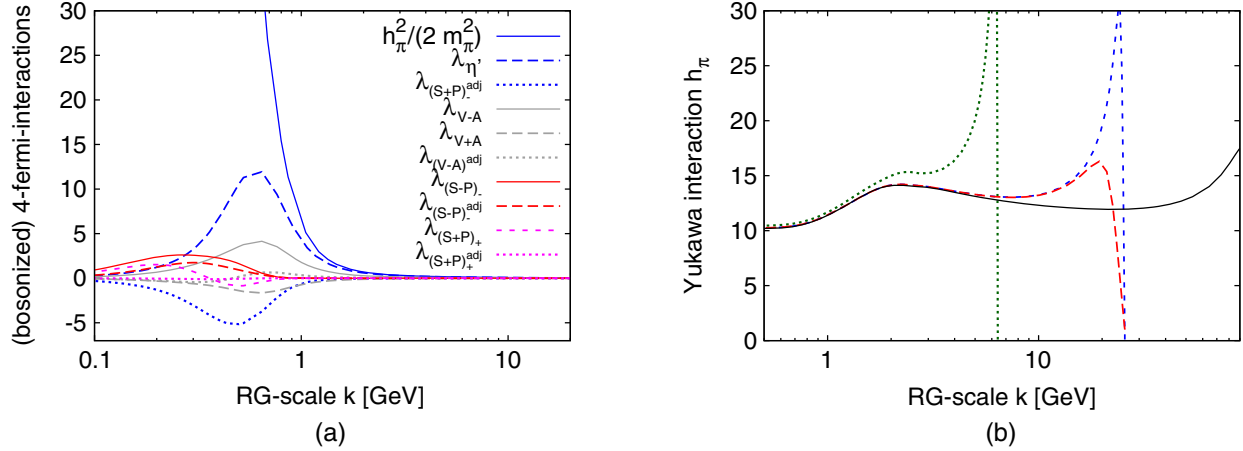 (bosonized) 4-fermi-interactions
30
25
20
15
10
5
0
-5
0.1
1
10
RG-scale k [GeV]
h_π^2/(2 m_π^2)
λ_η'
λ_(S+P)_-^adj
λ_V-A
λ_V+A
λ_(V-A)^adj
λ_(S-P)_-
λ_(S-P)_-^adj
λ_(S+P)_+
λ_(S+P)_+^adj
(a)
Yukawa interaction h_π
30
25
20
15
10
5
0
1
10
RG-scale k [GeV]
(b)